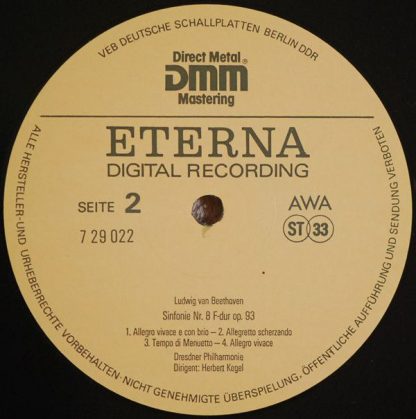 VEB DEUTSCHE SCHALLPLATTEN BERLIN DDR
Direct Metal
DMM®
Mastering
ETERNA
DIGITAL RECORDING
SEITE 2
AWA
7 29 022
ST 33
Ludwig van Beethoven
Sinfonie Nr. 8 F-dur op. 93
1. Allegro vivace e con brio – 2. Allegretto scherzando
3. Tempo di Menuetto – 4. Allegro vivace
Dresdner Philharmonie
Dirigent: Herbert Kegel
ALLE HERSTELLER- UND URHEBERRECHTE VORBEHALTEN · NICHT GENEHMIGTE ÜBERSPIELUNG, ÖFFENTLICHE AUFFÜHRUNG UND SENDUNG VERBOTEN